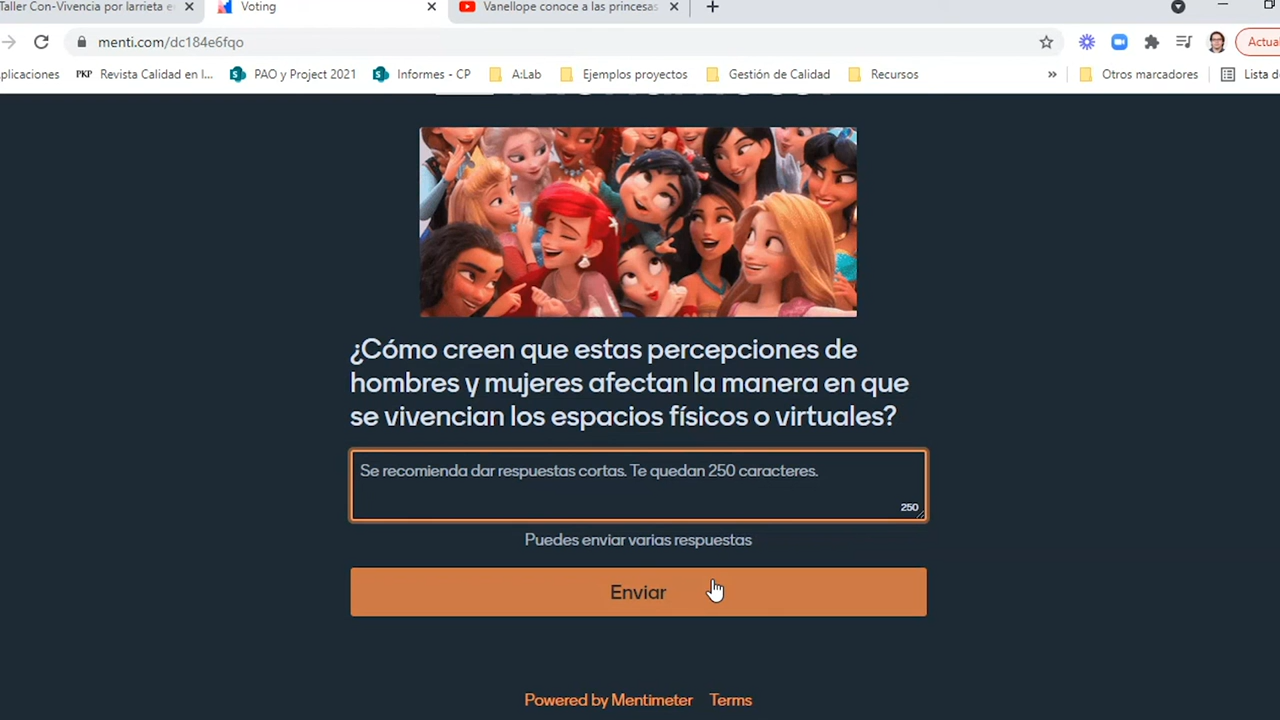 Taller Con-Vivencia por larrieta e
Voting
Vanellope conoce a las princesas
menti.com/dc184e6fqo
Actual
plicaciones
PKP
Revista Calidad en l...
PAO y Project 2021
Informes - CP
A:Lab
Ejemplos proyectos
Gestión de Calidad
Recursos
»
Otros marcadores
Lista d
¿Cómo creen que estas percepciones de
hombres y mujeres afectan la manera en que
se vivencian los espacios físicos o virtuales?
Se recomienda dar respuestas cortas. Te quedan 250 caracteres.
250
Puedes enviar varias respuestas
Enviar
Powered by Mentimeter
Terms